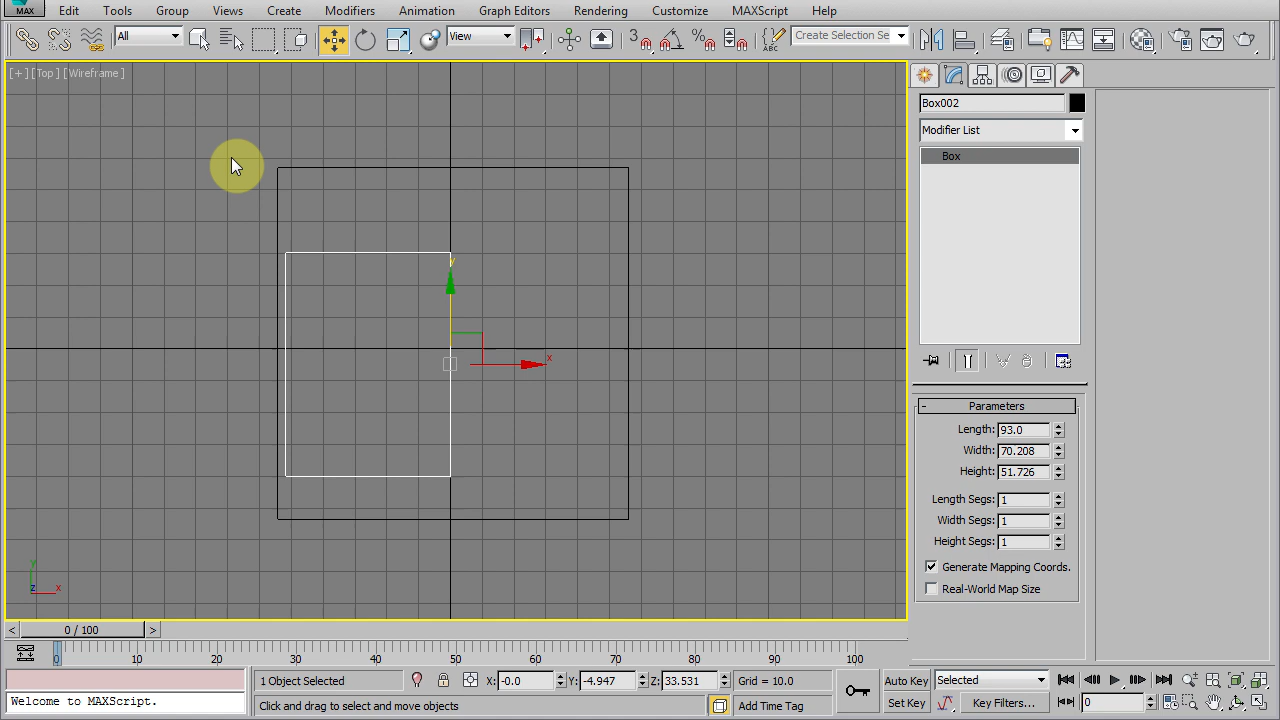 MAX
Edit Tools Group Views Create Modifiers Animation Graph Editors Rendering Customize MAXScript Help
All View 3 Create Selection Se
[+][Top][Wireframe]
Box002
Modifier List
Box
y
x
Parameters
Length: 93.0
Width: 70.208
Height: 51.726
Length Segs: 1
Width Segs: 1
Height Segs: 1
Generate Mapping Coords.
Real-World Map Size
y
z x
< 0 / 100 >
0 10 20 30 40 50 60 70 80 90 100
1 Object Selected X: -0.0 Y: -4.947 Z: 33.531 Grid = 10.0 Auto Key Selected
Welcome to MAXScript. Click and drag to select and move objects Add Time Tag Set Key Key Filters... 0